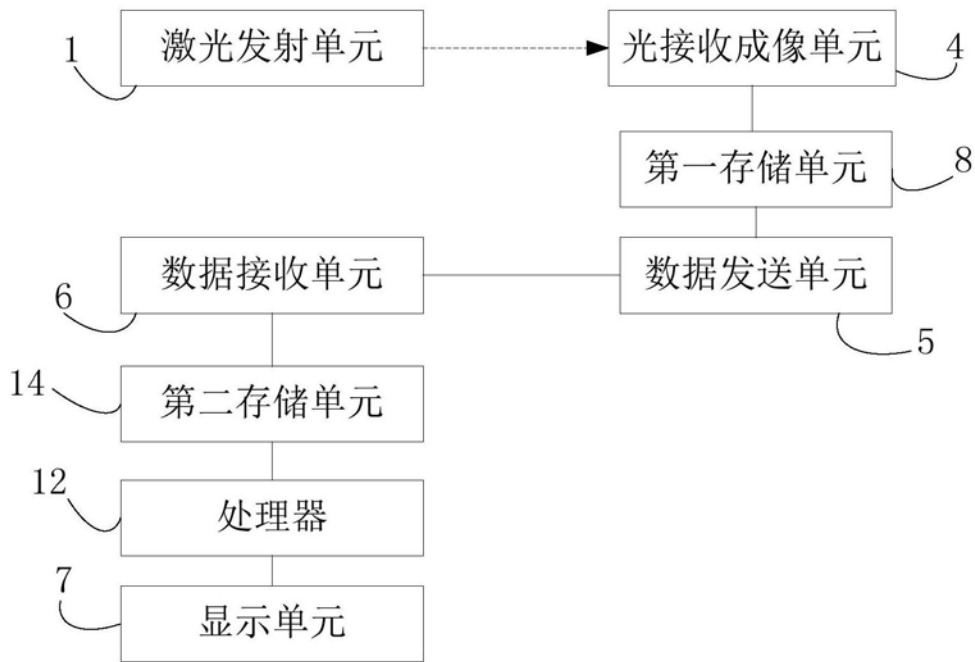 激光发射单元
光接收成像单元
1
4
第一存储单元
8
数据接收单元
数据发送单元
6
5
14
第二存储单元
12
处理器
7
显示单元